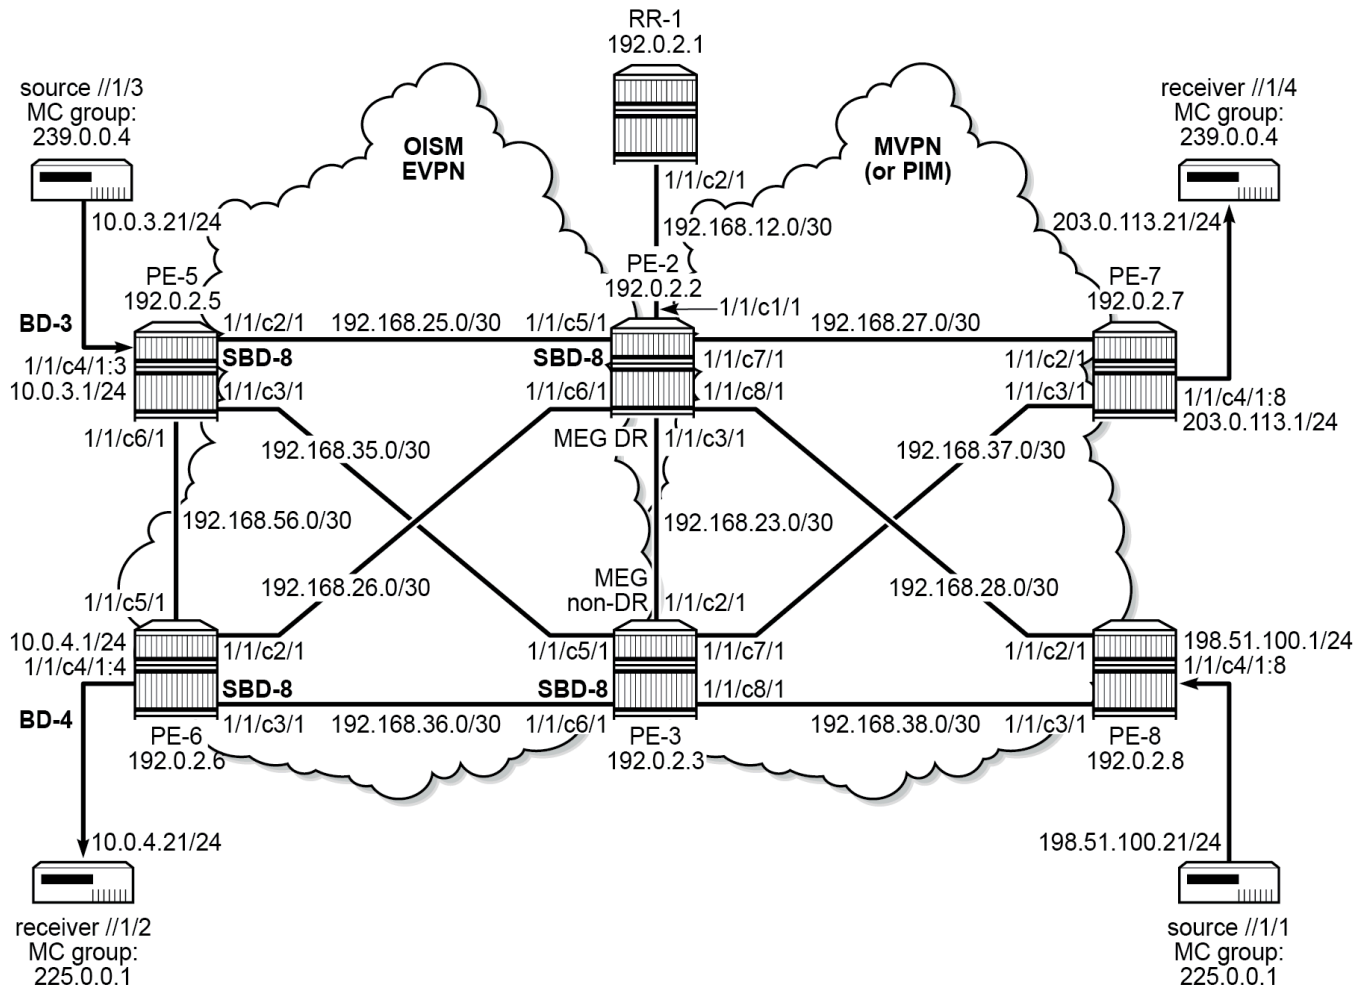 RR-1
192.0.2.1
source //1/3
MC group:
239.0.0.4
receiver //1/4
MC group:
239.0.0.4
OISM
EVPN
MVPN
(or PIM)
1/1/c2/1
10.0.3.21/24
192.168.12.0/30
203.0.113.21/24
PE-5
192.0.2.5
PE-2
192.0.2.2
PE-7
192.0.2.7
1/1/c1/1
BD-3
1/1/c2/1
192.168.25.0/30
1/1/c5/1
192.168.27.0/30
1/1/c4/1:3
10.0.3.1/24
SBD-8
SBD-8
1/1/c7/1
1/1/c2/1
1/1/c3/1
1/1/c6/1
1/1/c8/1
1/1/c3/1
1/1/c4/1:8
203.0.113.1/24
1/1/c6/1
192.168.35.0/30
MEG DR
1/1/c3/1
192.168.37.0/30
192.168.56.0/30
192.168.23.0/30
1/1/c5/1
192.168.26.0/30
MEG
non-DR
1/1/c2/1
192.168.28.0/30
10.0.4.1/24
1/1/c4/1:4
1/1/c2/1
1/1/c5/1
1/1/c7/1
1/1/c2/1
198.51.100.1/24
1/1/c4/1:8
SBD-8
SBD-8
1/1/c8/1
BD-4
1/1/c3/1
192.168.36.0/30
1/1/c6/1
192.168.38.0/30
1/1/c3/1
PE-6
192.0.2.6
PE-3
192.0.2.3
PE-8
192.0.2.8
10.0.4.21/24
198.51.100.21/24
receiver //1/2
MC group:
225.0.0.1
source //1/1
MC group:
225.0.0.1